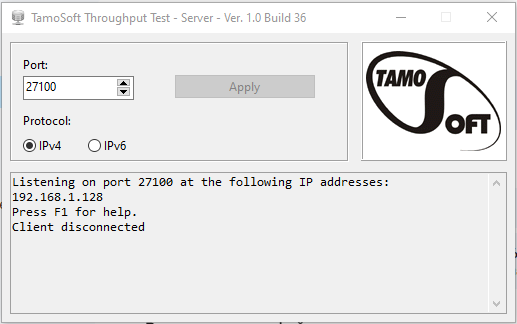 TamoSoft Throughput Test - Server - Ver. 1.0 Build 36
Port:
27100
Apply
Protocol:
IPv4
IPv6
TAMO
SOFT
Listening on port 27100 at the following IP addresses:
192.168.1.128
Press F1 for help.
Client disconnected